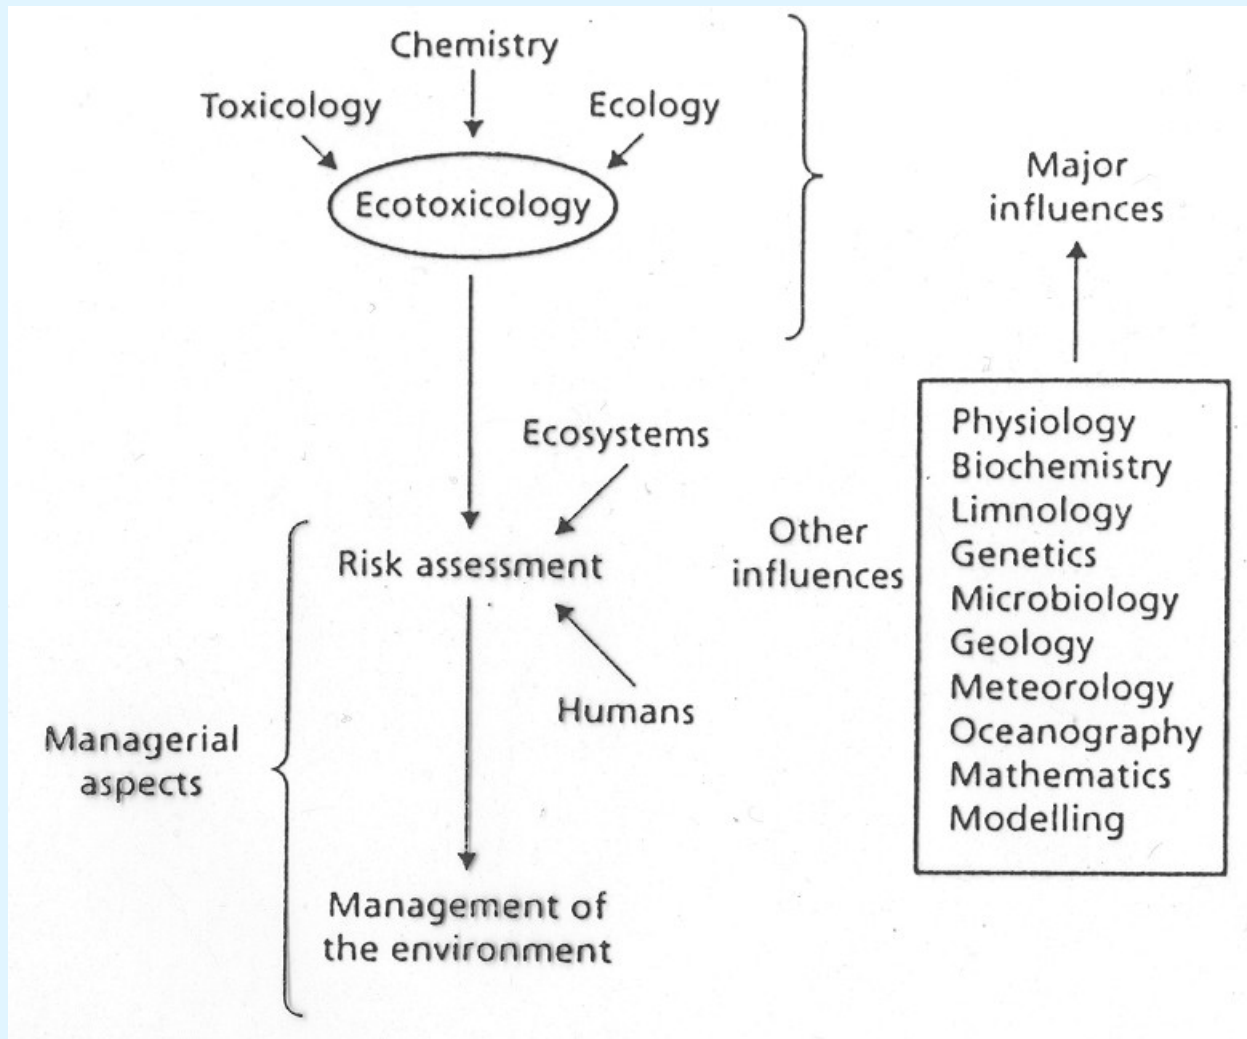 Chemistry
Toxicology
Ecology
Ecotoxicology
Major
influences
Ecosystems
Risk assessment
Humans
Other
influences
Physiology
Biochemistry
Limnology
Genetics
Microbiology
Geology
Meteorology
Oceanography
Mathematics
Modelling
Managerial
aspects
Management of
the environment